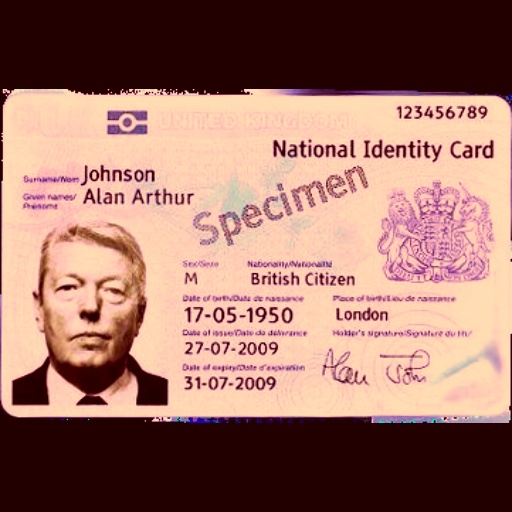 UNITED KINGDOM
123456789
National Identity Card
Surname/Nom Johnson
Given names/ Prénoms Alan Arthur
Specimen
Sex/Sexe Nationality/Nationalité
M British Citizen
Date of birth/Date de naissance Place of birth/Lieu de naissance
17-05-1950 London
Date of issue/Date de délivrance Holder's signature/Signature du
27-07-2009
Date of expiry/Date d'expiration
31-07-2009
Alan John